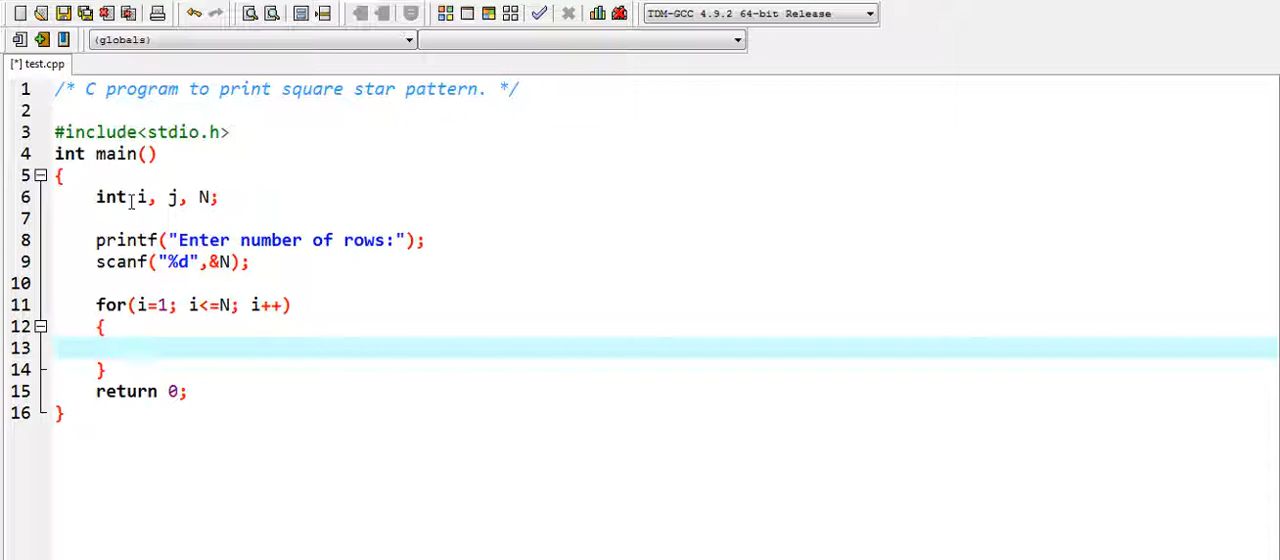 TDM-GCC 4.9.2 64-bit Release
(globals)
[*] test.cpp
1 /* C program to print square star pattern. */
2
3 #include<stdio.h>
4 int main()
5 {
6 int i, j, N;
7
8 printf("Enter number of rows:");
9 scanf("%d",&N);
10
11 for(i=1; i<=N; i++)
12 {
13
14 }
15 return 0;
16 }